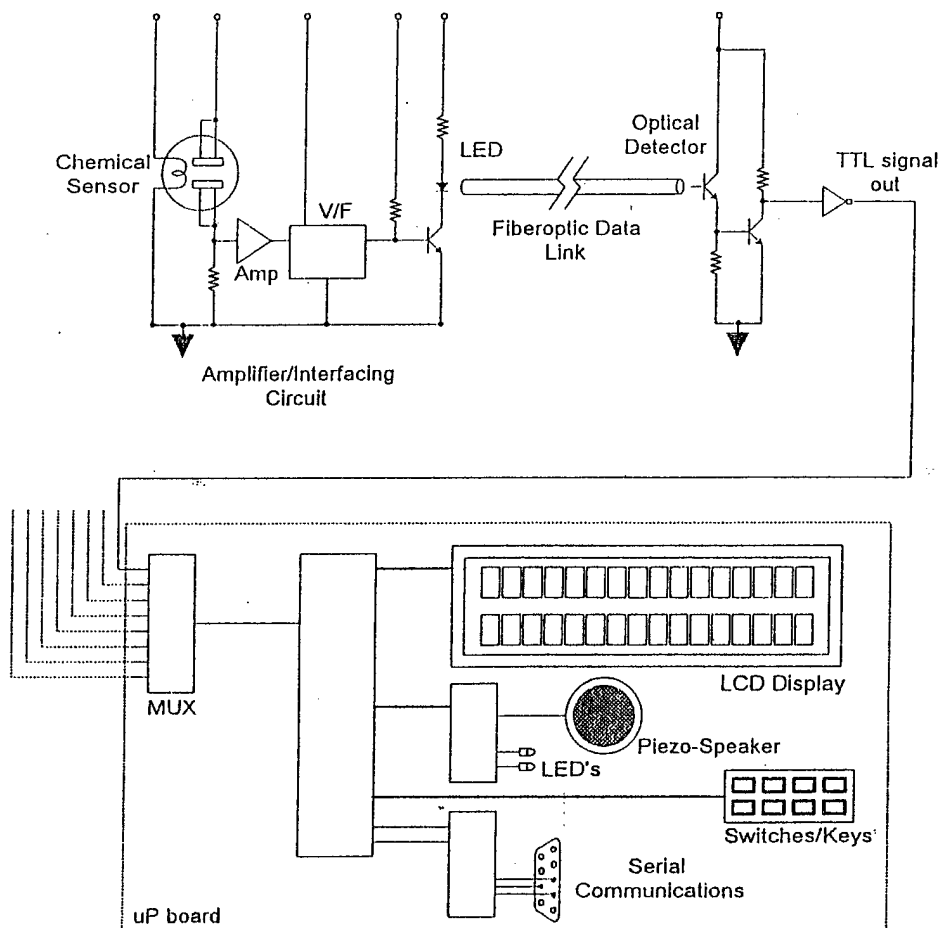 Chemical
Sensor
Amp
V/F
LED
Fiberoptic Data
Link
Optical
Detector
TTL signal
out
Amplifier/Interfacing
Circuit
MUX
LCD Display
Piezo-Speaker
LED's
Switches/Keys
Serial
Communications
uP board